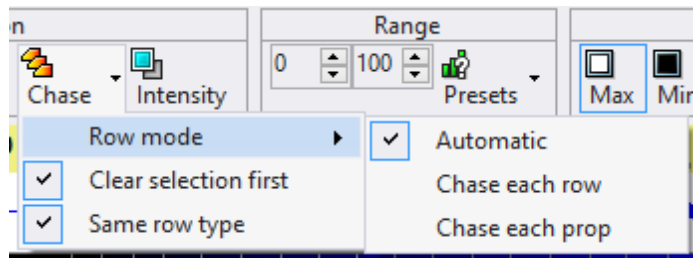 n
Range
0
100
Chase
Intensity
Presets
Max
Min
Row mode
Automatic
Clear selection first
Chase each row
Same row type
Chase each prop